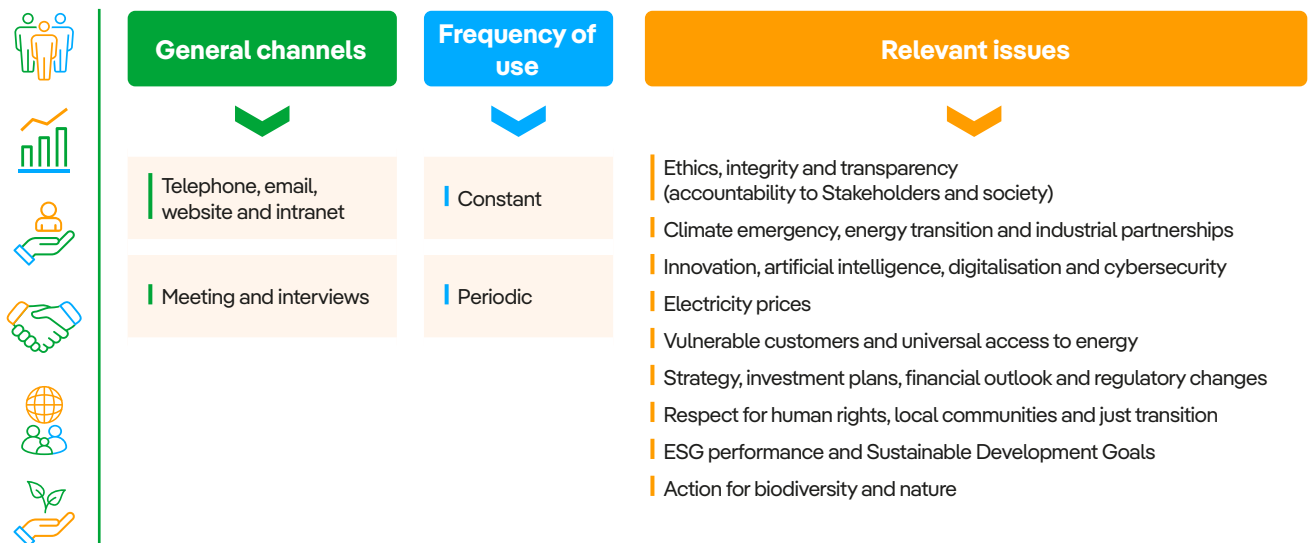 General channels
Frequency of
use
Relevant issues
Telephone, email,
website and intranet
Constant
Meeting and interviews
Periodic
Ethics, integrity and transparency
(accountability to Stakeholders and society)
Climate emergency, energy transition and industrial partnerships
Innovation, artificial intelligence, digitalisation and cybersecurity
Electricity prices
Vulnerable customers and universal access to energy
Strategy, investment plans, financial outlook and regulatory changes
Respect for human rights, local communities and just transition
ESG performance and Sustainable Development Goals
Action for biodiversity and nature